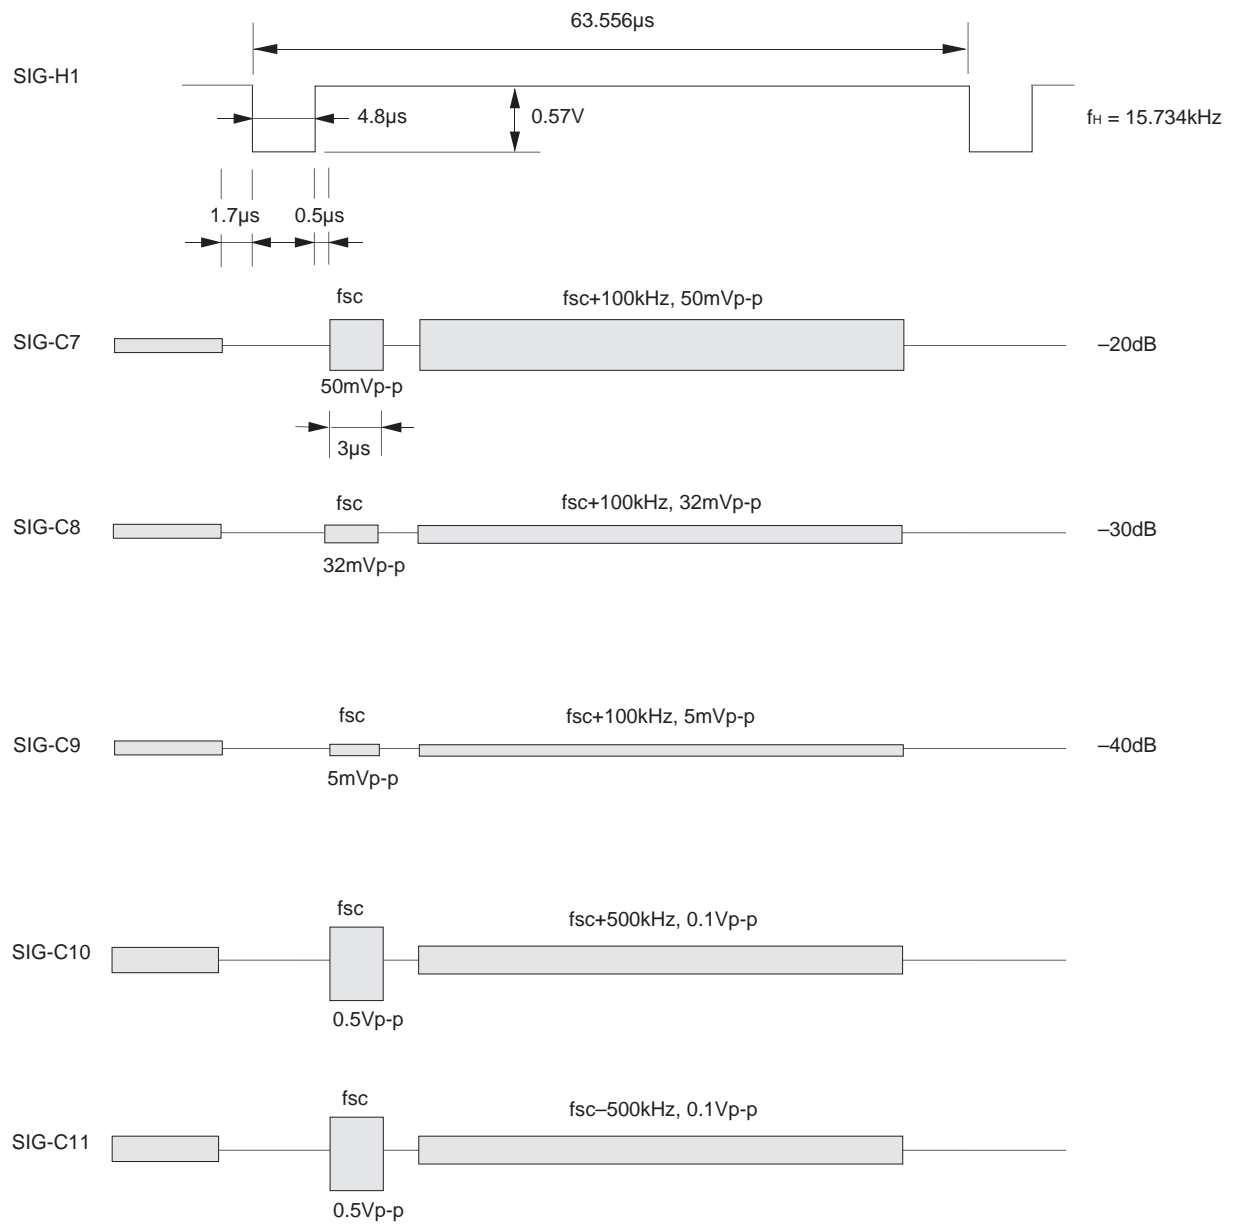 63.556µs
SIG-H1
4.8µs
0.57V
fH = 15.734kHz
1.7µs
0.5µs
fsc
fsc+100kHz, 50mVp-p
SIG-C7
–20dB
50mVp-p
3µs
fsc
fsc+100kHz, 32mVp-p
SIG-C8
–30dB
32mVp-p
fsc
fsc+100kHz, 5mVp-p
SIG-C9
–40dB
5mVp-p
fsc
fsc+500kHz, 0.1Vp-p
SIG-C10
0.5Vp-p
fsc
fsc–500kHz, 0.1Vp-p
SIG-C11
0.5Vp-p